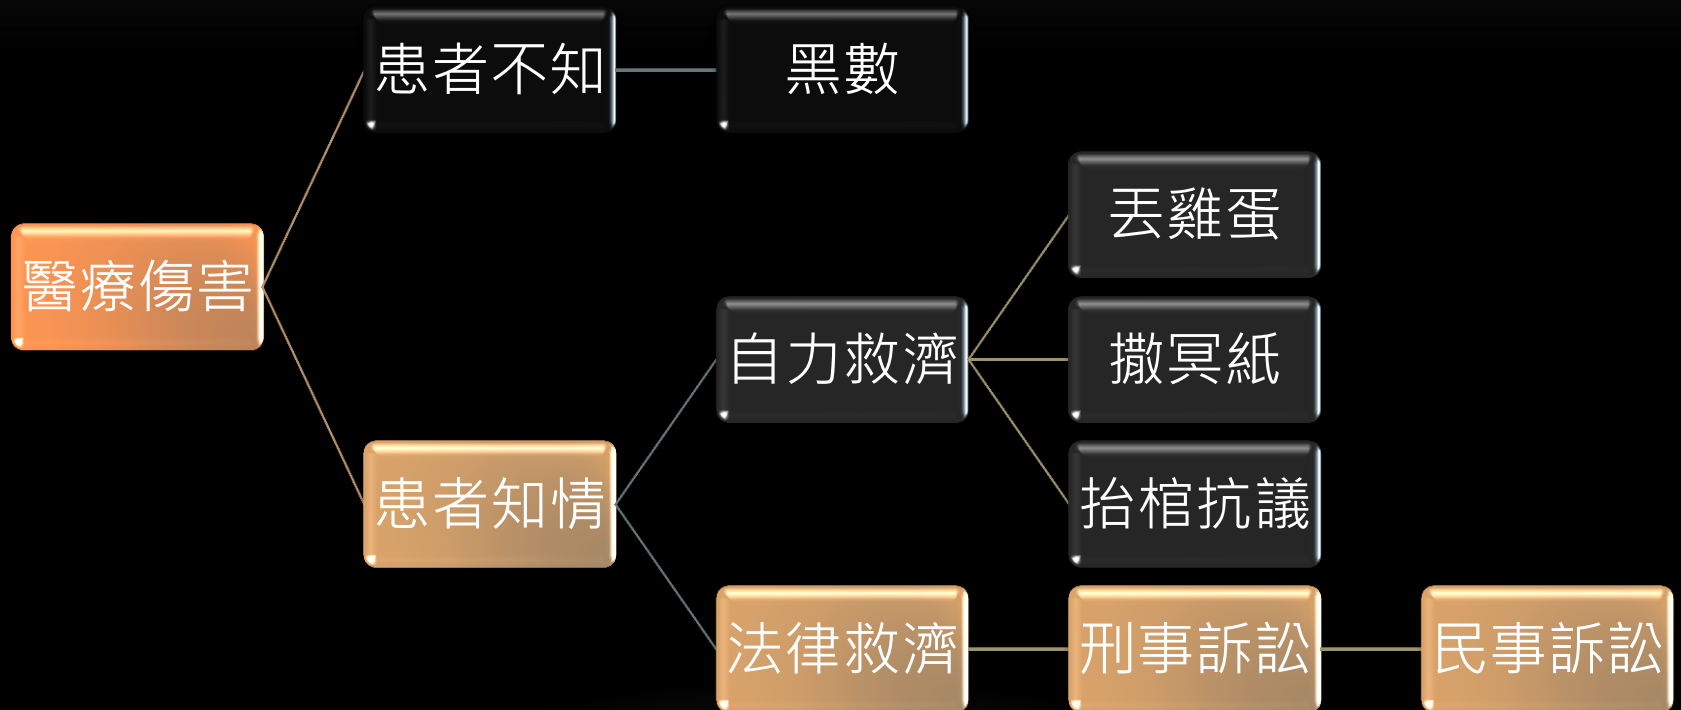 患者不知
黑數
丟雞蛋
醫療傷害
自力救濟
撒冥紙
患者知情
抬棺抗議
法律救濟
刑事訴訟
民事訴訟